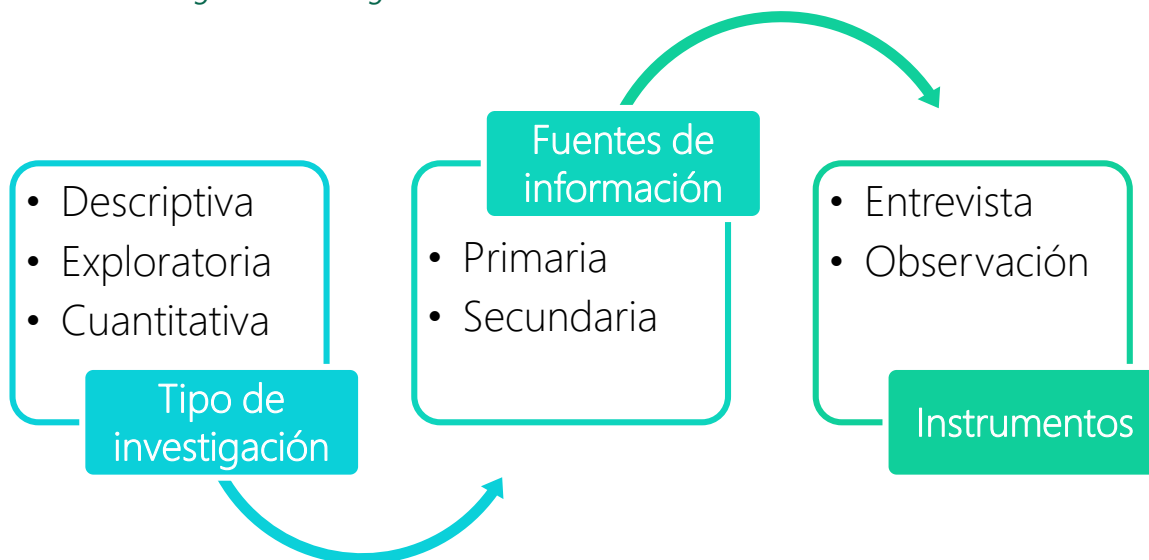 • Descriptiva
• Exploratoria
• Cuantitativa
Tipo de
investigación
Fuentes de
información
• Primaria
• Secundaria
• Entrevista
• Observación
Instrumentos